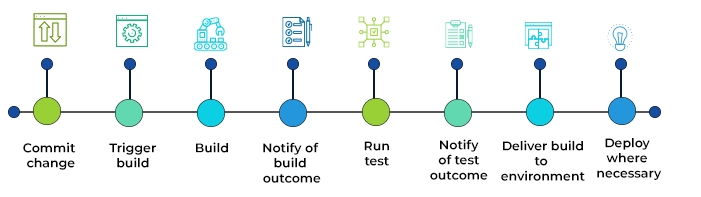 Commit
change
Trigger
build
Build
Notify of
build
outcome
Run
test
Notify
of test
outcome
Deliver build
to
environment
Deploy
where
necessary